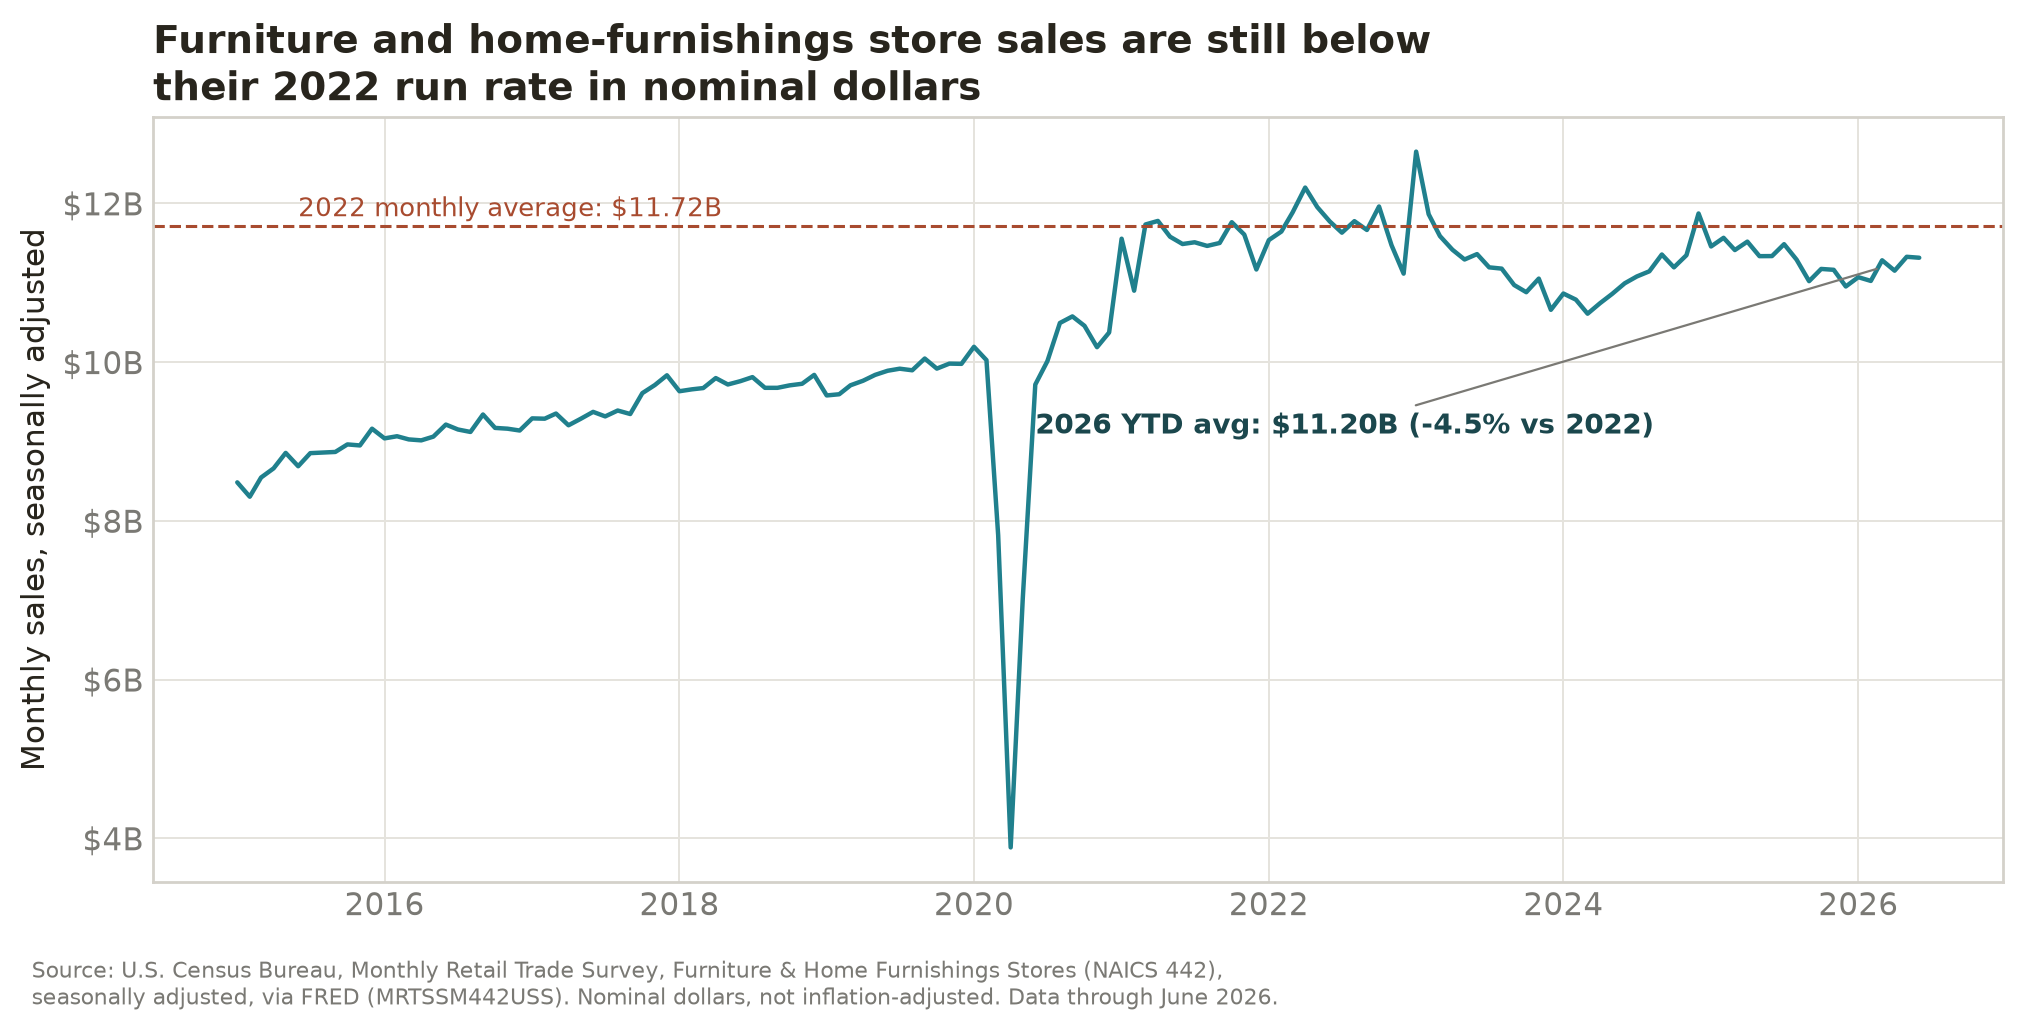 Furniture and home-furnishings store sales are still below
their 2022 run rate in nominal dollars
Monthly sales, seasonally adjusted
$12B
$10B
$8B
$6B
$4B
2022 monthly average: $11.72B
2026 YTD avg: $11.20B (-4.5% vs 2022)
2016 2018 2020 2022 2024 2026
Source: U.S. Census Bureau, Monthly Retail Trade Survey, Furniture & Home Furnishings Stores (NAICS 442),
seasonally adjusted, via FRED (MRTSSM442USS). Nominal dollars, not inflation-adjusted. Data through June 2026.